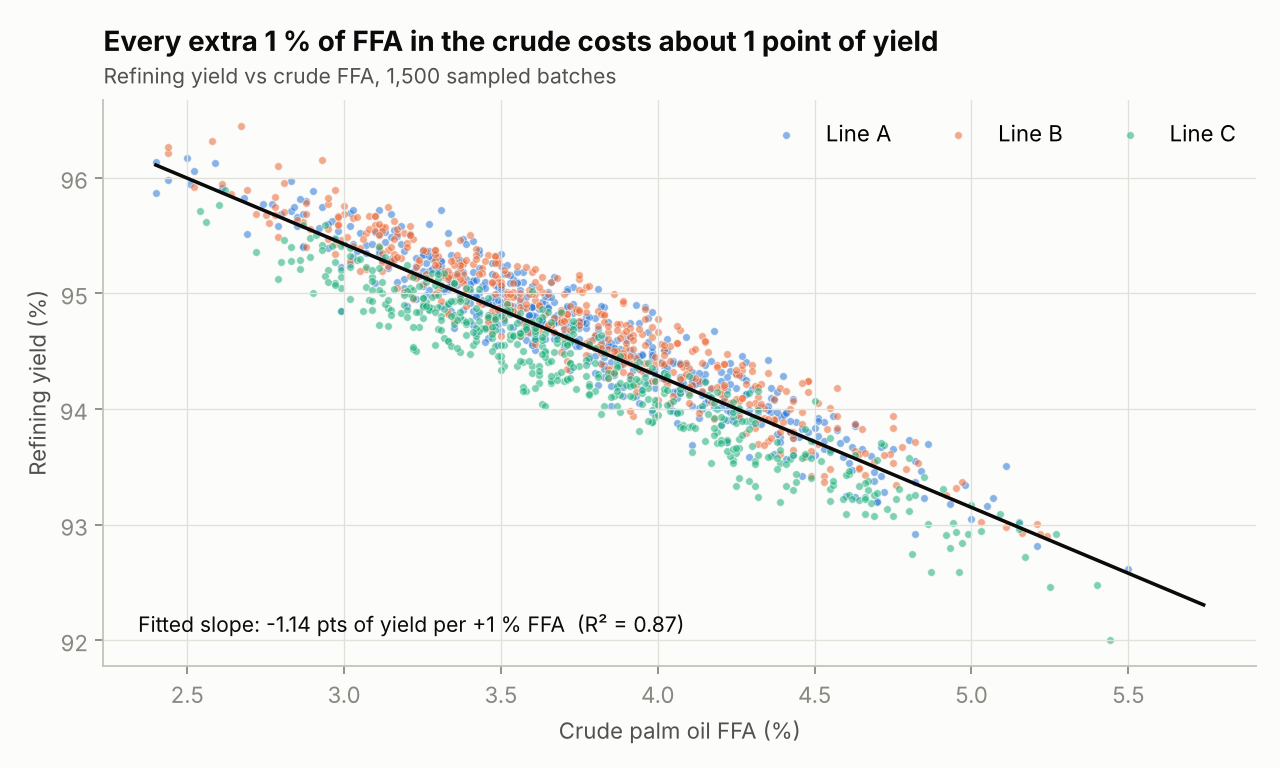 Every extra 1 % of FFA in the crude costs about 1 point of yield
Refining yield vs crude FFA, 1,500 sampled batches
Line A Line B Line C
96
95
94
93
92
Refining yield (%)
Fitted slope: -1.14 pts of yield per +1 % FFA (R² = 0.87)
2.5 3.0 3.5 4.0 4.5 5.0 5.5
Crude palm oil FFA (%)